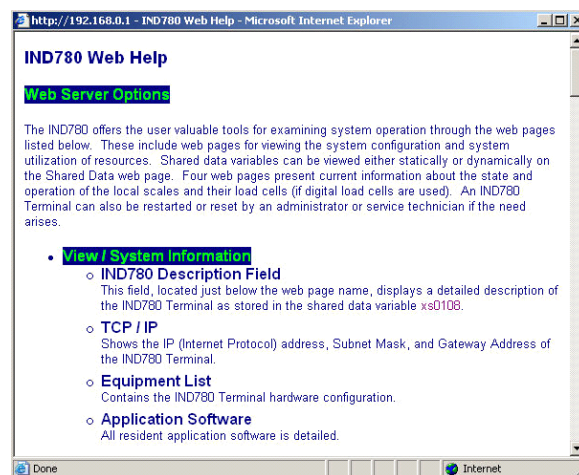 http://192.168.0.1 - IND780 Web Help - Microsoft Internet Explorer
IND780 Web Help
Web Server Options
The IND780 offers the user valuable tools for examining system operation through the web pages
listed below. These include web pages for viewing the system configuration and system
utilization of resources. Shared data variables can be viewed either statically or dynamically on
the Shared Data web page. Four web pages present current information about the state and
operation of the local scales and their load cells (if digital load cells are used). An IND780
Terminal can also be restarted or reset by an administrator or service technician if the need
arises.
• View / System Information
o IND780 Description Field
This field, located just below the web page name, displays a detailed description of
the IND780 Terminal as stored in the shared data variable xs0108.
o TCP / IP
Shows the IP (Internet Protocol) address, Subnet Mask, and Gateway Address of
the IND780 Terminal.
o Equipment List
Contains the IND780 Terminal hardware configuration.
o Application Software
All resident application software is detailed.
Done Internet